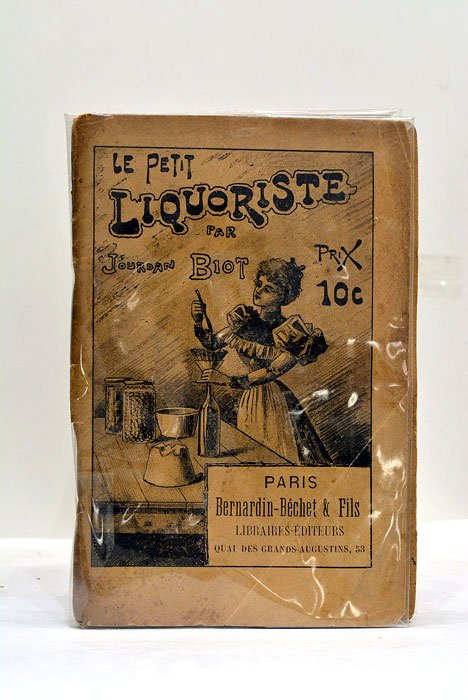 LE PETIT
LIQUORISTE
PAR
JOURDAN BIOT
PRIX
10c
PARIS
Bernardin-Béchet & Fils
LIBRAIRES-ÉDITEURS
QUAI DES GRANDS-AUGUSTINS, 53